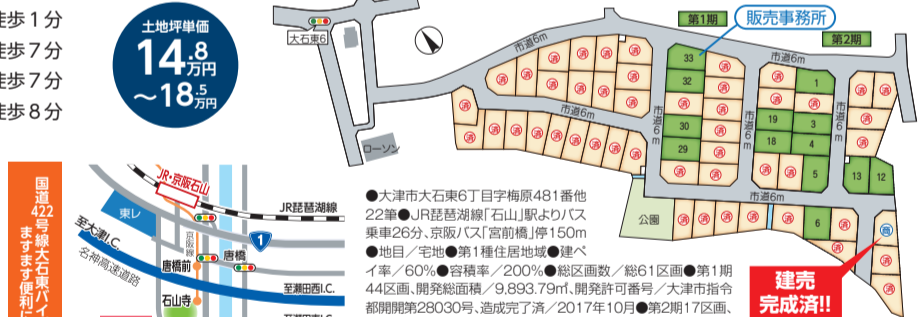 徒歩1分
徒歩7分
徒歩7分
徒歩8分
土地坪単価
14.8万円
～18.5万円
大石東6
ローソン
市道6m
市道6m
市道6m
市道6m
市道6m
市道6m
第1期
販売事務所
第2期
33
32
30
29
19
18
1
3
4
5
13
12
6
済
商
公園
建売
完成済!!
国道422号線大石東バイ
ますます便利に
JR・京阪石山
東レ
JR琵琶湖線
1
至大津I.C.
名神高速道路
京阪線
唐橋前
唐橋
石山寺
至瀬田西I.C.
●大津市大石東6丁目字梅原481番他
22筆●JR琵琶湖線「石山」駅よりバス
乗車26分、京阪バス「宮前橋」停150m
●地目／宅地●第1種住居地域●建ペ
イ率／60%●容積率／200%●総区画数／総61区画●第1期
44区画、開発総面積／9,893.79㎡、開発許可番号／大津市指令
都開開第28030号、造成完了済／2017年10月●第2期17区画、